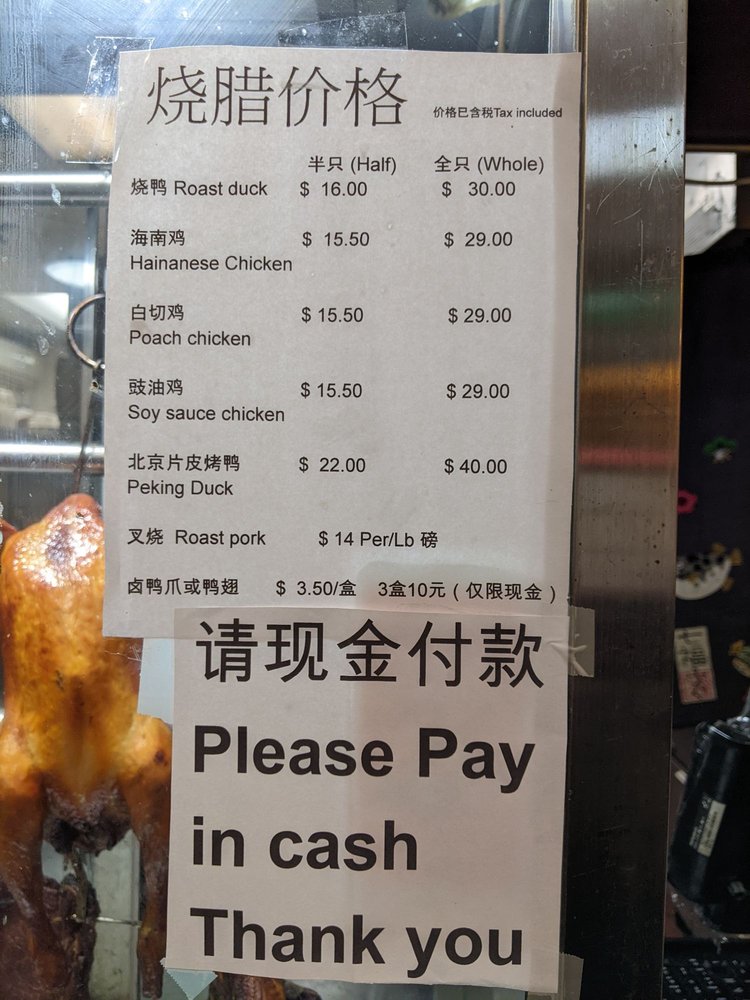 烧腊价格 价格已含税Tax included
半只 (Half) 全只 (Whole)
烧鸭 Roast duck $ 16.00 $ 30.00
海南鸡 $ 15.50 $ 29.00
Hainanese Chicken
白切鸡 $ 15.50 $ 29.00
Poach chicken
豉油鸡 $ 15.50 $ 29.00
Soy sauce chicken
北京片皮烤鸭 $ 22.00 $ 40.00
Peking Duck
叉烧 Roast pork $ 14 Per/Lb 磅
卤鸭爪或鸭翅 $ 3.50/盒 3盒10元（仅限现金）
请现金付款
Please Pay
in cash
Thank you